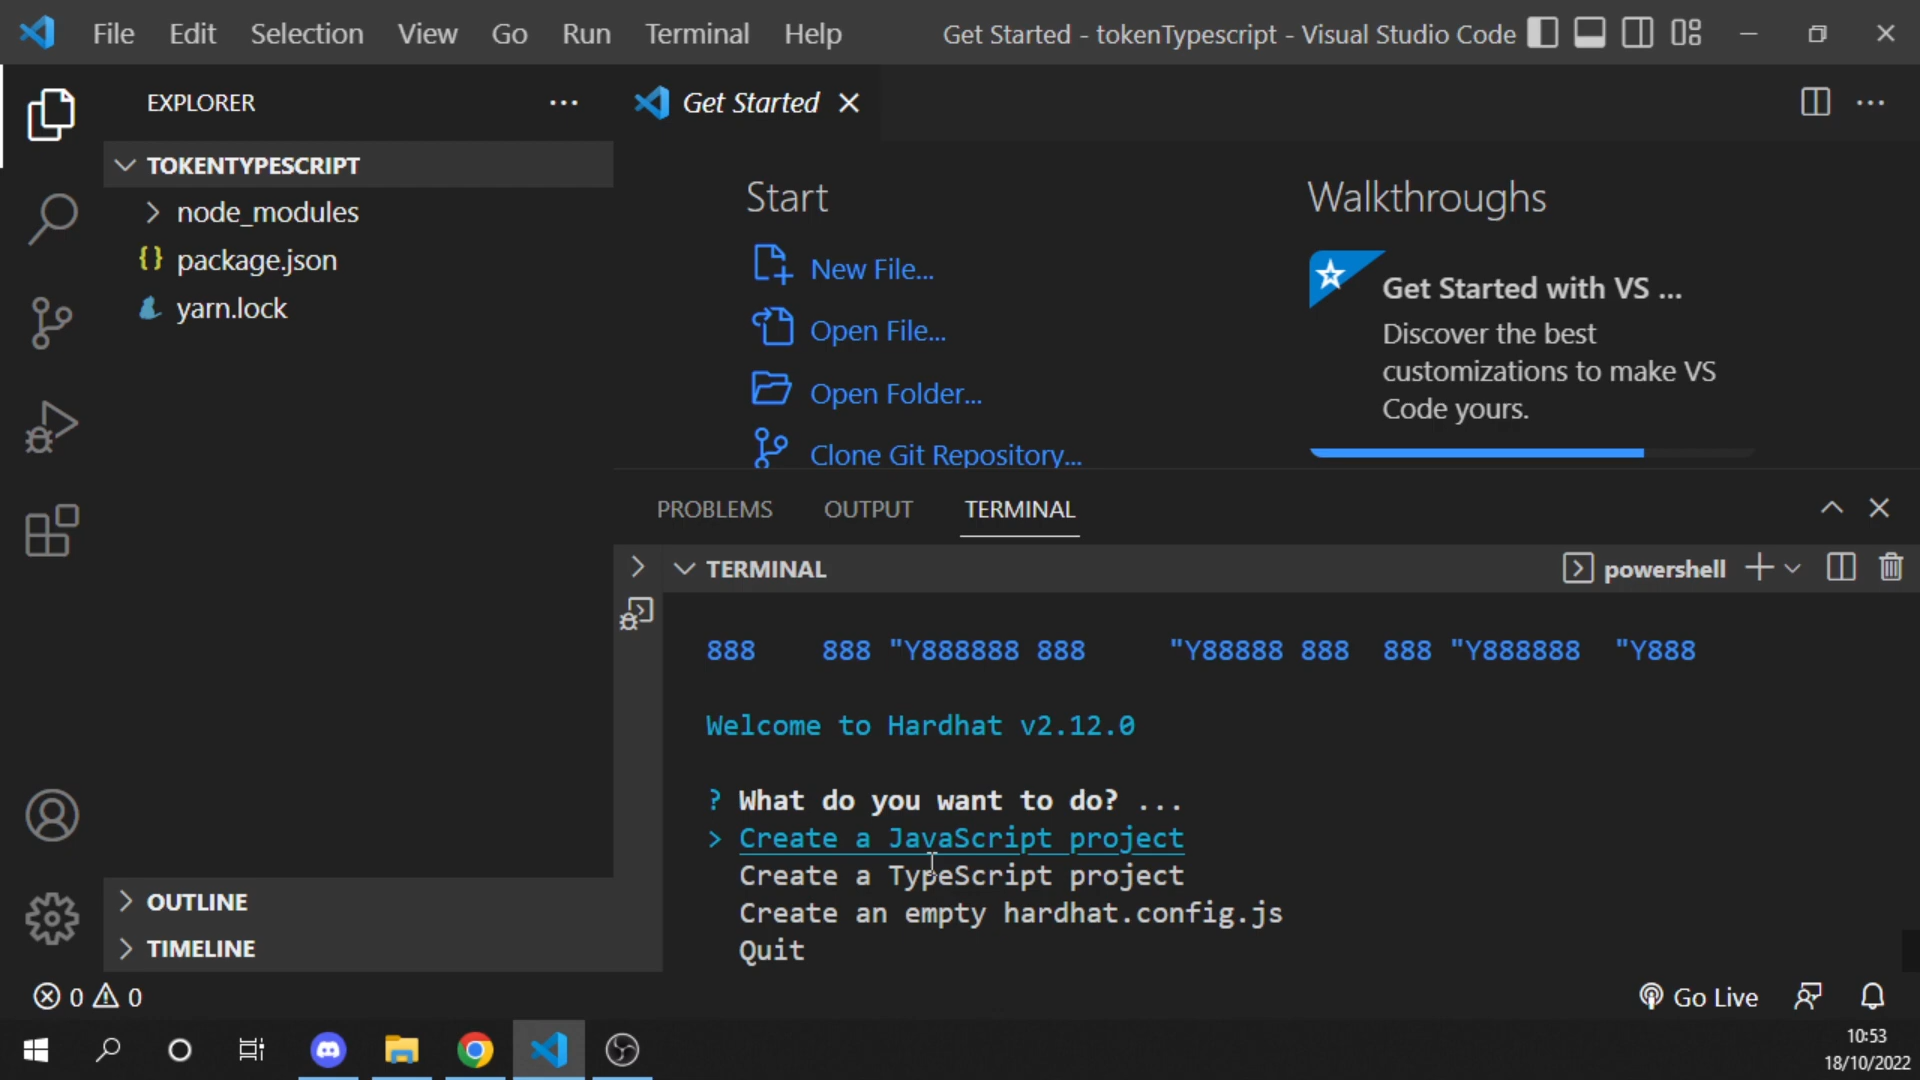 File Edit Selection View Go Run Terminal Help Get Started - tokenTypescript - Visual Studio Code
EXPLORER
Get Started
TOKENTYPESCRIPT
node_modules
{} package.json
yarn.lock
Start
New File...
Open File...
Open Folder...
Clone Git Repository...
Walkthroughs
Get Started with VS ...
Discover the best
customizations to make VS
Code yours.
PROBLEMS OUTPUT TERMINAL
TERMINAL
powershell
888    888 "Y888888 888     "Y88888 888  888 "Y888888  "Y888
Welcome to Hardhat v2.12.0
? What do you want to do? ...
> Create a JavaScript project
Create a TypeScript project
Create an empty hardhat.config.js
Quit
OUTLINE
TIMELINE
0 0
Go Live
10:53
18/10/2022